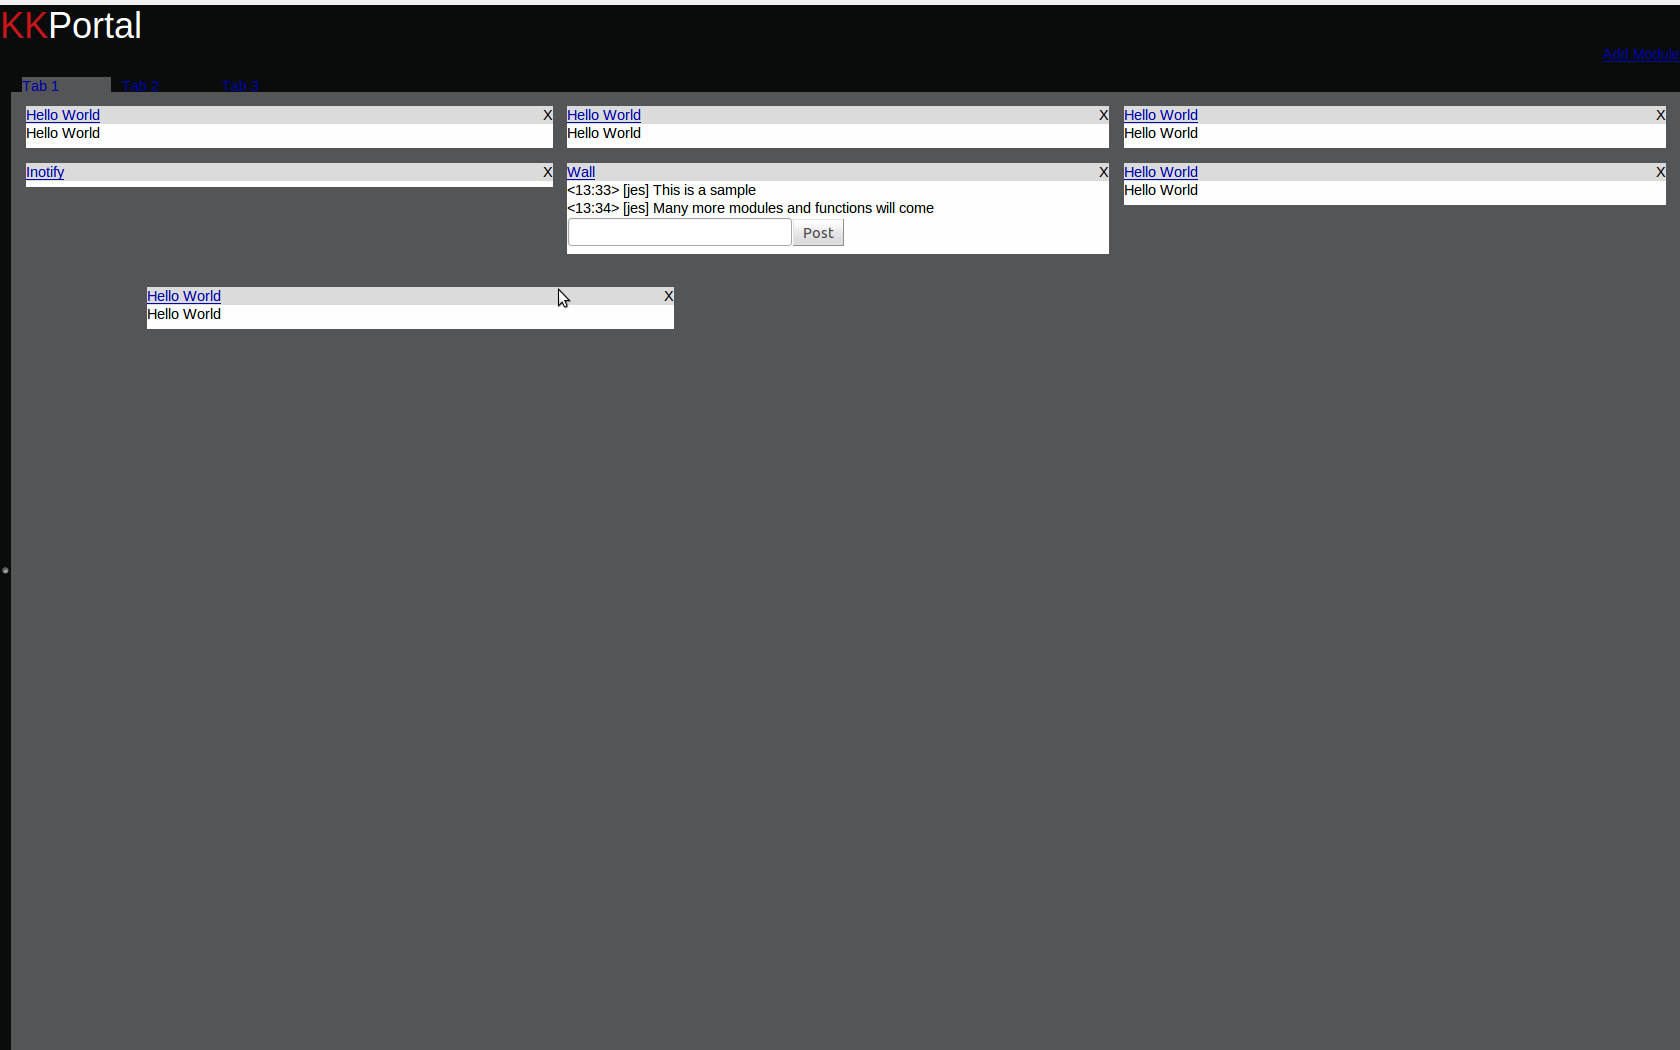 KKPortal
Add Module
Tab 1 Tab 2 Tab 3
Hello World X Hello World X Hello World X
Hello World Hello World Hello World
Inotify X Wall X Hello World X
<13:33> [jes] This is a sample Hello World
<13:34> [jes] Many more modules and functions will come
Post
Hello World X
Hello World